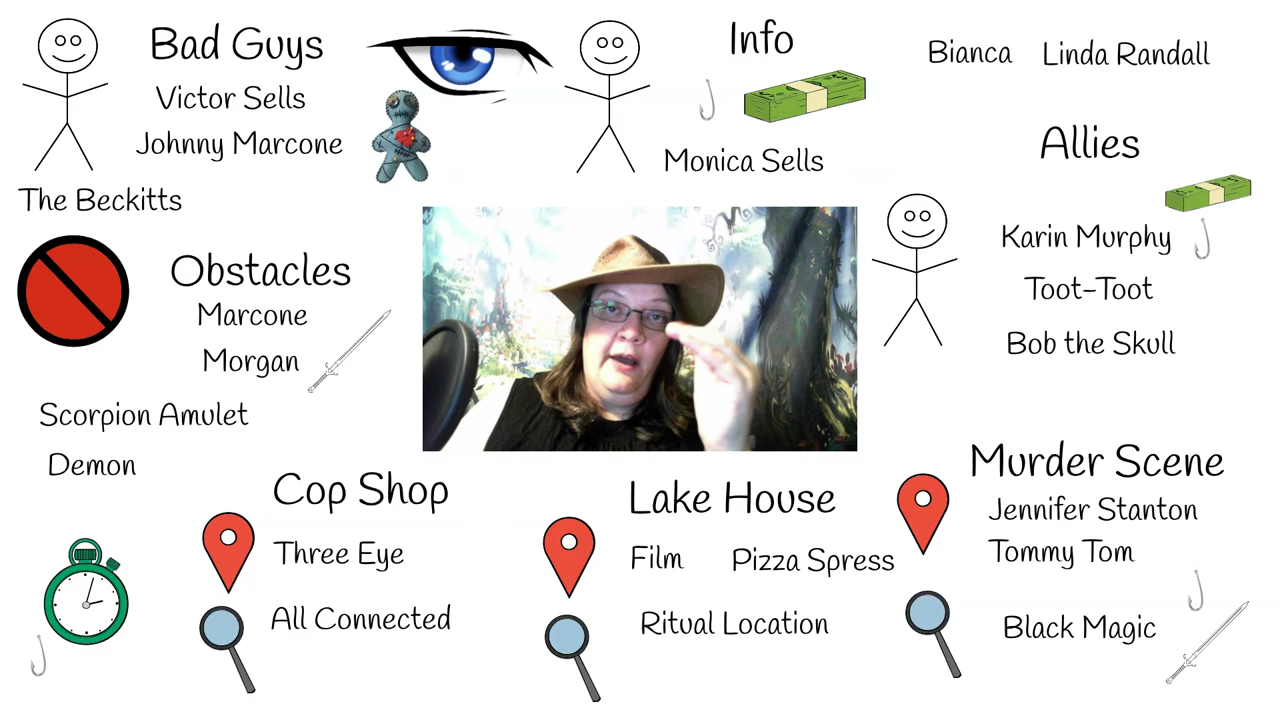 Bad Guys
Victor Sells
Johnny Marcone
The Beckitts
Info
Monica Sells
Bianca
Linda Randall
Allies
Karin Murphy
Toot-Toot
Bob the Skull
Obstacles
Marcone
Morgan
Scorpion Amulet
Demon
Cop Shop
Three Eye
All Connected
Lake House
Film
Pizza Spress
Ritual Location
Murder Scene
Jennifer Stanton
Tommy Tom
Black Magic